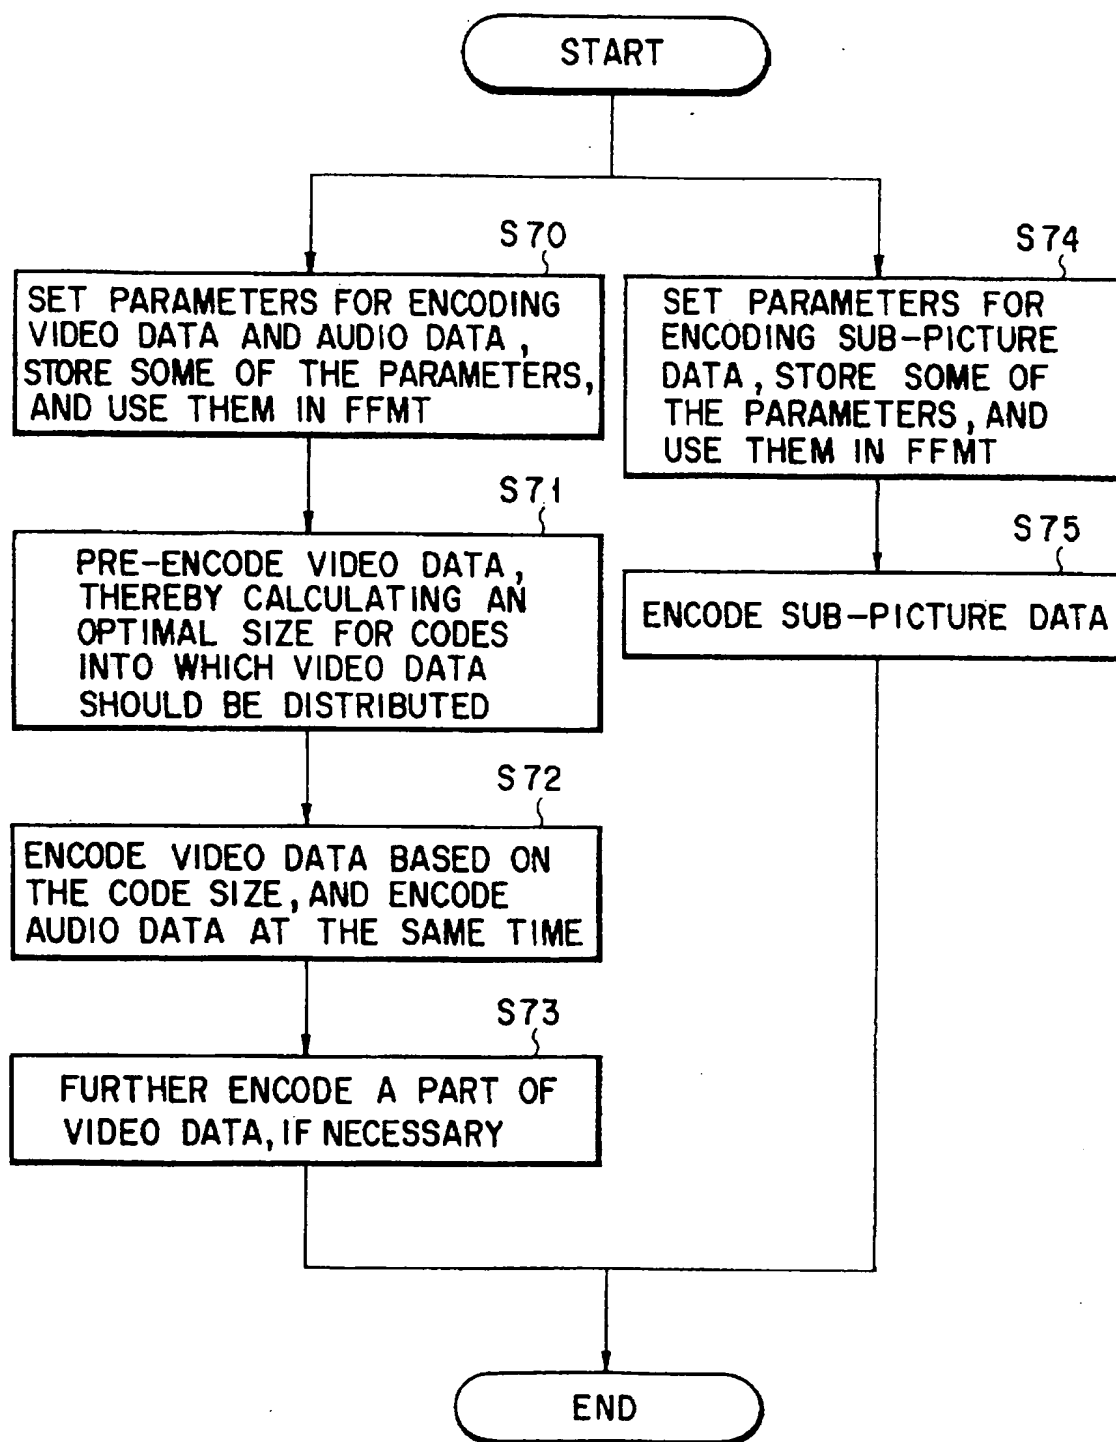 START
S70
SET PARAMETERS FOR ENCODING
VIDEO DATA AND AUDIO DATA,
STORE SOME OF THE PARAMETERS,
AND USE THEM IN FFMT
S71
PRE-ENCODE VIDEO DATA,
THEREBY CALCULATING AN
OPTIMAL SIZE FOR CODES
INTO WHICH VIDEO DATA
SHOULD BE DISTRIBUTED
S72
ENCODE VIDEO DATA BASED ON
THE CODE SIZE, AND ENCODE
AUDIO DATA AT THE SAME TIME
S73
FURTHER ENCODE A PART OF
VIDEO DATA, IF NECESSARY
S74
SET PARAMETERS FOR
ENCODING SUB-PICTURE
DATA, STORE SOME OF
THE PARAMETERS, AND
USE THEM IN FFMT
S75
ENCODE SUB-PICTURE DATA
END